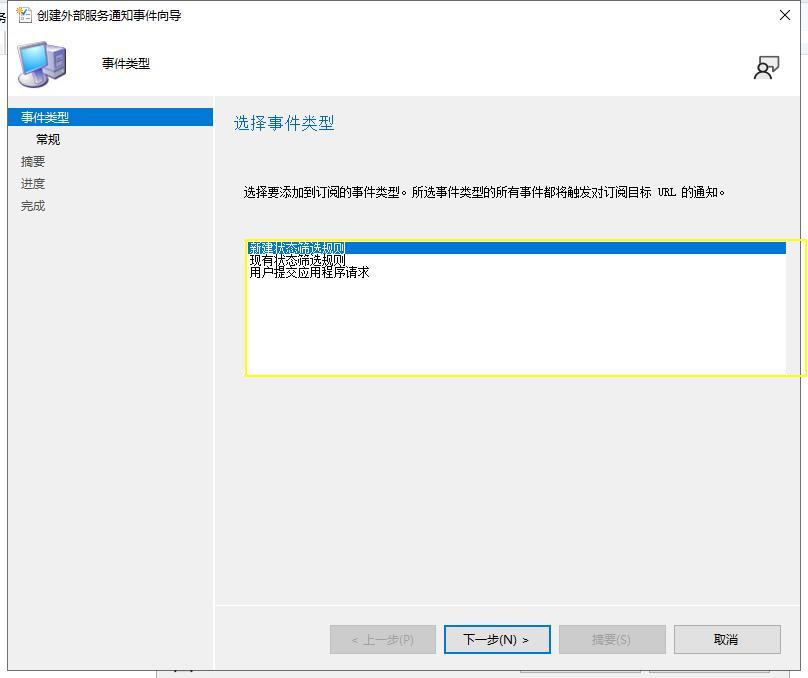 创建外部服务通知事件向导
事件类型
事件类型
常规
摘要
进度
完成
选择事件类型
选择要添加到订阅的事件类型。所选事件类型的所有事件都将触发对订阅目标 URL 的通知。
新建状态筛选规则
现有状态筛选规则
用户提交应用程序请求
< 上一步(P)
下一步(N) >
摘要(S)
取消